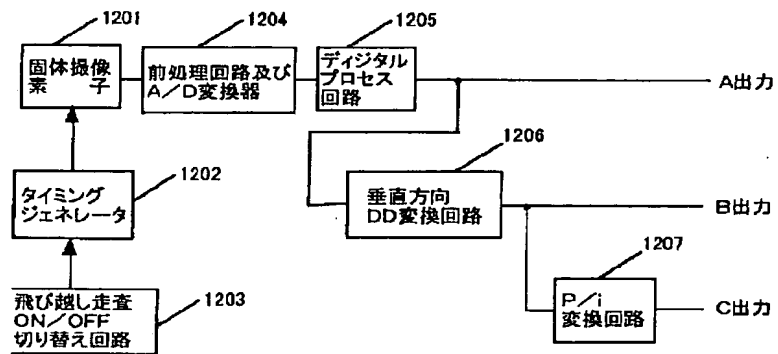 1201
1204
1205
固体撮像
素 子
前処理回路及び
A/D変換器
ディジタル
プロセス
回路
A出力
1206
1202
タイミング
ジェネレータ
垂直方向
DD変換回路
B出力
1207
1203
飛び越し走査
ON/OFF
切り替え回路
P/i
変換回路
C出力